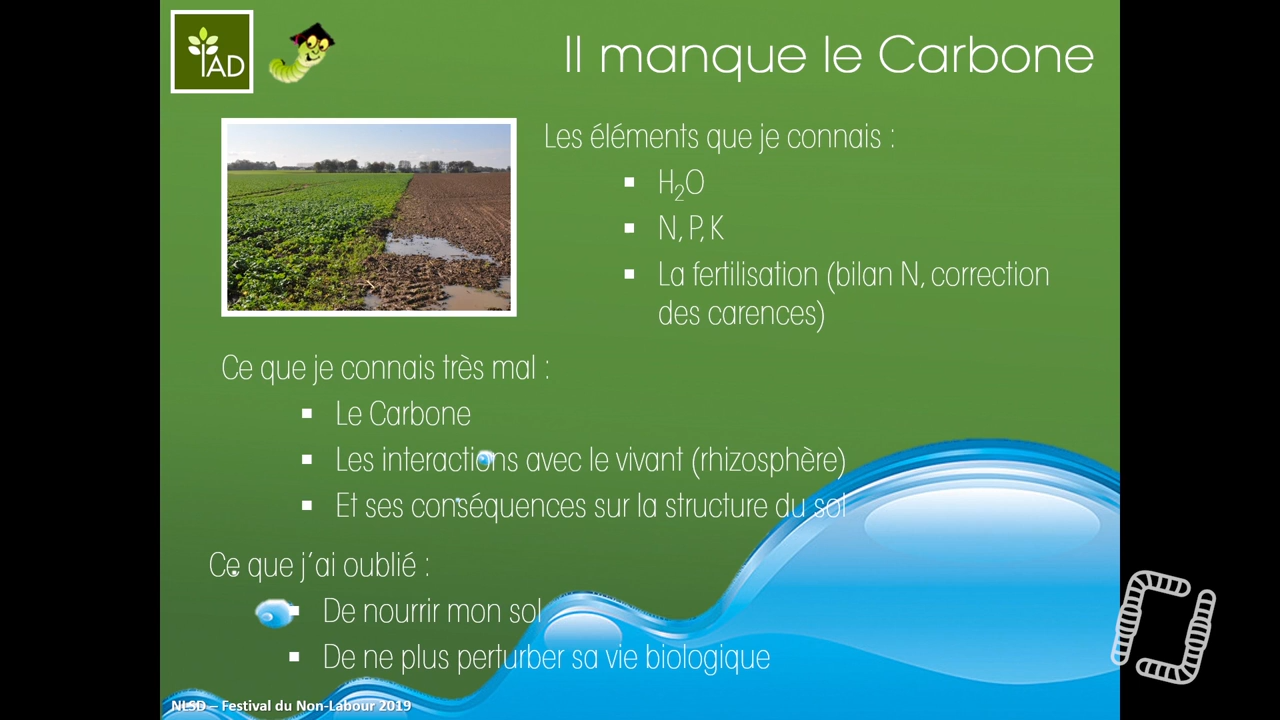 IAD
Il manque le Carbone
Les éléments que je connais :
▪ H₂O
▪ N, P, K
▪ La fertilisation (bilan N, correction
des carences)
Ce que je connais très mal :
▪ Le Carbone
▪ Les interactions avec le vivant (rhizosphère)
▪ Et ses conséquences sur la structure du sol
Ce que j'ai oublié :
▪ De nourrir mon sol
▪ De ne plus perturber sa vie biologique
NLSD – Festival du Non-Labour 2019